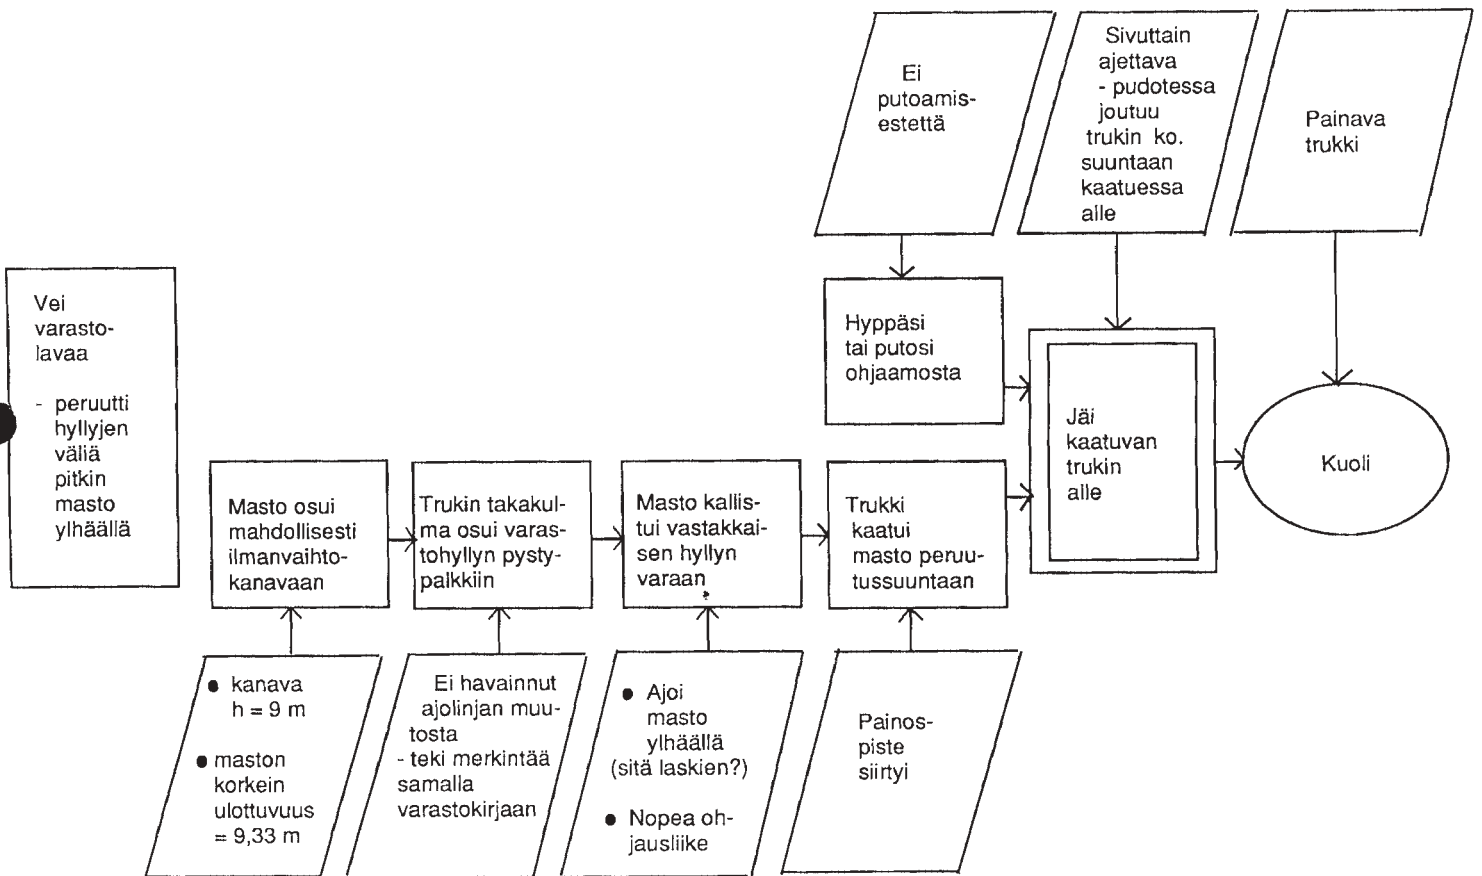 Ei
putoamis-
estettä
Sivuttain
ajettava
- pudotessa
joutuu
trukin ko.
suuntaan
kaatuessa
alle
Painava
trukki
Vei
varasto-
lavaa
- peruutti
hyllyjen
väliä
pitkin
masto
ylhäällä
Hyppäsi
tai putosi
ohjaamosta
Jäi
kaatuvan
trukin
alle
Kuoli
Masto osui
mahdollisesti
ilmanvaihto-
kanavaan
Trukin takakul-
ma osui varas-
tohyllyn pysty-
palkkiin
Masto kallis-
tui vastakkai-
sen hyllyn
varaan
Trukki
kaatui
masto peruu-
tussuuntaan
● kanava
h = 9 m
● maston
korkein
ulottuvuus
= 9,33 m
Ei havainnut
ajolinjan muu-
tosta
- teki merkintää
samalla
varastokirjaan
● Ajoi
masto
ylhäällä
(sitä laskien?)
● Nopea oh-
jausliike
Painos-
piste
siirtyi